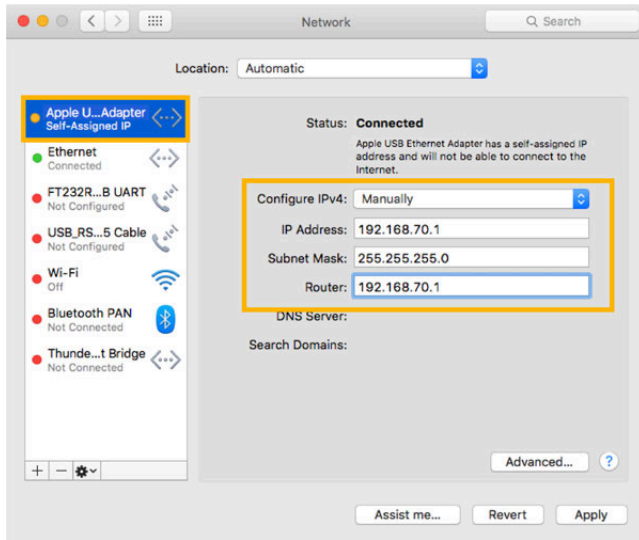 Network
Search
Location: Automatic
Apple U...Adapter
Self-Assigned IP
Ethernet
Connected
FT232R...B UART
Not Configured
USB_RS...5 Cable
Not Configured
Wi-Fi
Off
Bluetooth PAN
Not Connected
Thunde...t Bridge
Not Connected
Status: Connected
Apple USB Ethernet Adapter has a self-assigned IP
address and will not be able to connect to the
Internet.
Configure IPv4: Manually
IP Address: 192.168.70.1
Subnet Mask: 255.255.255.0
Router: 192.168.70.1
DNS Server:
Search Domains:
Advanced... ?
Assist me... Revert Apply